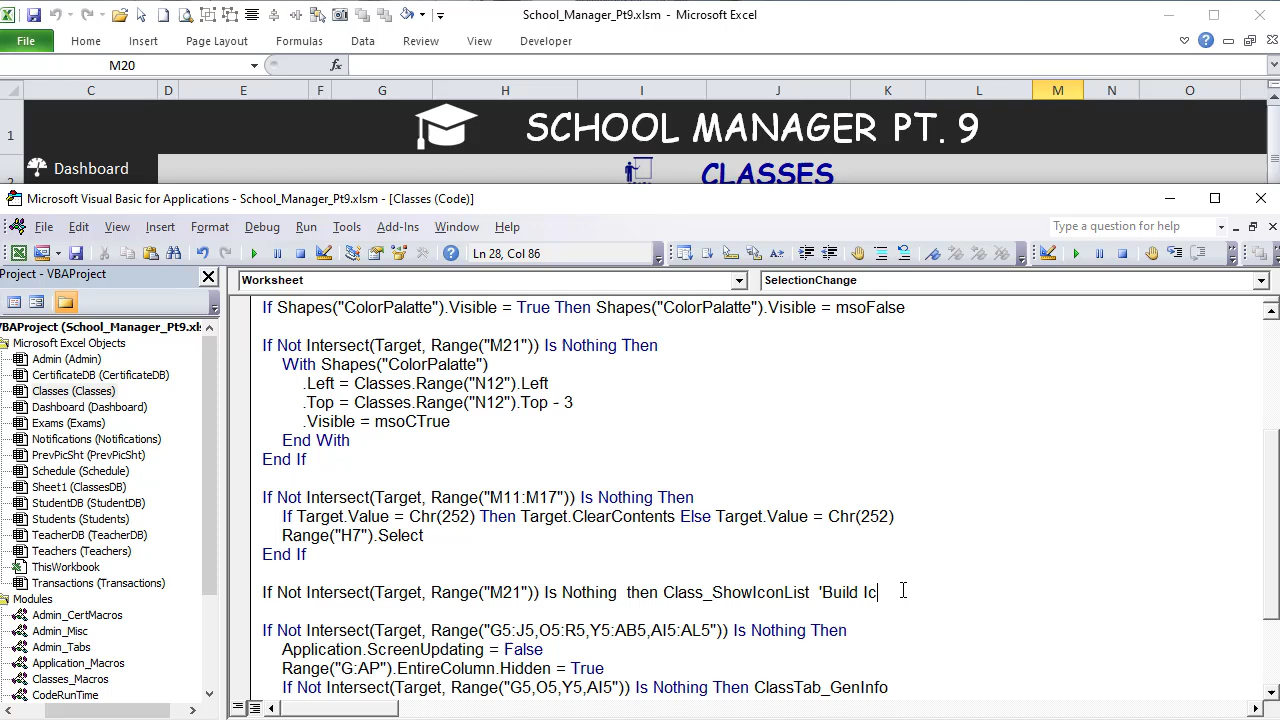 School_Manager_Pt9.xlsm - Microsoft Excel
File Home Insert Page Layout Formulas Data Review View Developer
M20 fx
C D E F G H I J K L M N O
1 SCHOOL MANAGER PT. 9
Dashboard
2 CLASSES
Microsoft Visual Basic for Applications - School_Manager_Pt9.xlsm - [Classes (Code)]
File Edit View Insert Format Debug Run Tools Add-Ins Window Help Type a question for help
Ln 28, Col 86
Project - VBAProject
Worksheet SelectionChange
VBAProject (School_Manager_Pt9.xls
Microsoft Excel Objects
Admin (Admin)
CertificateDB (CertificateDB)
Classes (Classes)
Dashboard (Dashboard)
Exams (Exams)
Notifications (Notifications)
PrevPicSht (PrevPicSht)
Schedule (Schedule)
Sheet1 (ClassesDB)
StudentDB (StudentDB)
Students (Students)
TeacherDB (TeacherDB)
Teachers (Teachers)
ThisWorkbook
Transactions (Transactions)
Modules
Admin_CertMacros
Admin_Misc
Admin_Tabs
Application_Macros
Classes_Macros
CodeRunTime
If Shapes("ColorPalatte").Visible = True Then Shapes("ColorPalatte").Visible = msoFalse
If Not Intersect(Target, Range("M21")) Is Nothing Then
With Shapes("ColorPalatte")
.Left = Classes.Range("N12").Left
.Top = Classes.Range("N12").Top - 3
.Visible = msoCTrue
End With
End If
If Not Intersect(Target, Range("M11:M17")) Is Nothing Then
If Target.Value = Chr(252) Then Target.ClearContents Else Target.Value = Chr(252)
Range("H7").Select
End If
If Not Intersect(Target, Range("M21")) Is Nothing  then Class_ShowIconList  'Build Ic
If Not Intersect(Target, Range("G5:J5,O5:R5,Y5:AB5,AI5:AL5")) Is Nothing Then
Application.ScreenUpdating = False
Range("G:AP").EntireColumn.Hidden = True
If Not Intersect(Target, Range("G5,O5,Y5,AI5")) Is Nothing Then ClassTab_GenInfo